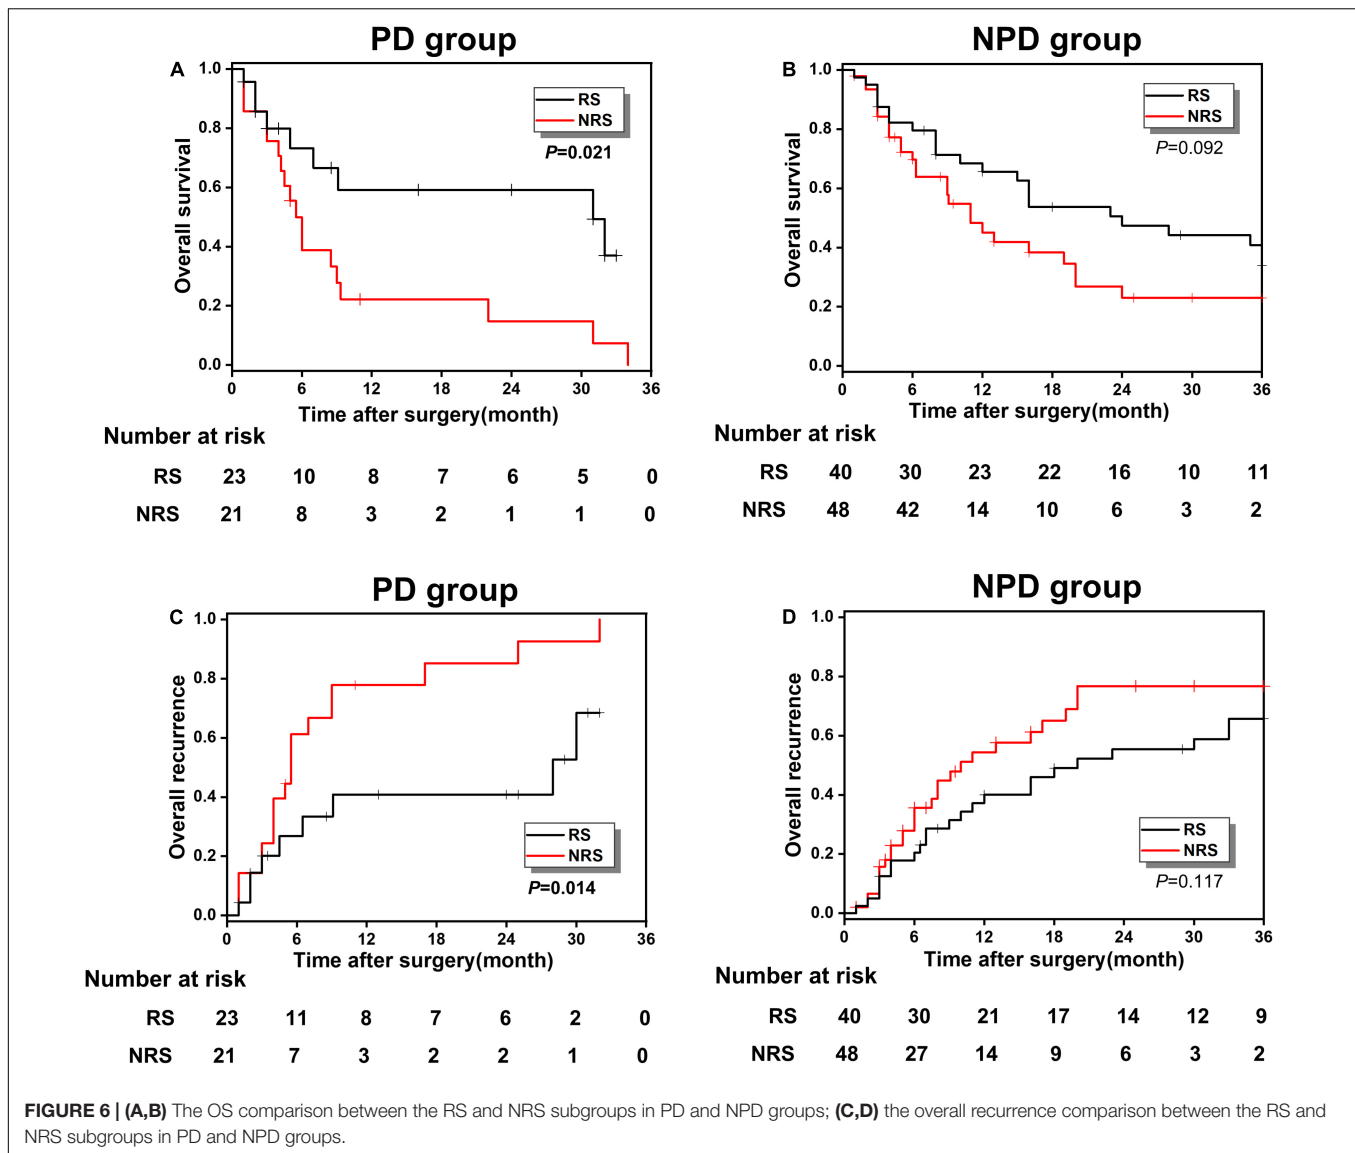 PD group
A
1.0
0.8
0.6
0.4
0.2
0.0
Overall survival
RS
NRS
P=0.021
0 6 12 18 24 30 36
Time after surgery(month)
Number at risk
RS 23 10 8 7 6 5 0
NRS 21 8 3 2 1 1 0
NPD group
B
1.0
0.8
0.6
0.4
0.2
0.0
Overall survival
RS
NRS
P=0.092
0 6 12 18 24 30 36
Time after surgery(month)
Number at risk
RS 40 30 23 22 16 10 11
NRS 48 42 14 10 6 3 2
PD group
C
1.0
0.8
0.6
0.4
0.2
0.0
Overall recurrence
RS
NRS
P=0.014
0 6 12 18 24 30 36
Time after surgery(month)
Number at risk
RS 23 11 8 7 6 2 0
NRS 21 7 3 2 2 1 0
NPD group
D
1.0
0.8
0.6
0.4
0.2
0.0
Overall recurrence
RS
NRS
P=0.117
0 6 12 18 24 30 36
Time after surgery(month)
Number at risk
RS 40 30 21 17 14 12 9
NRS 48 27 14 9 6 3 2
FIGURE 6 | (A,B) The OS comparison between the RS and NRS subgroups in PD and NPD groups; (C,D) the overall recurrence comparison between the RS and
NRS subgroups in PD and NPD groups.